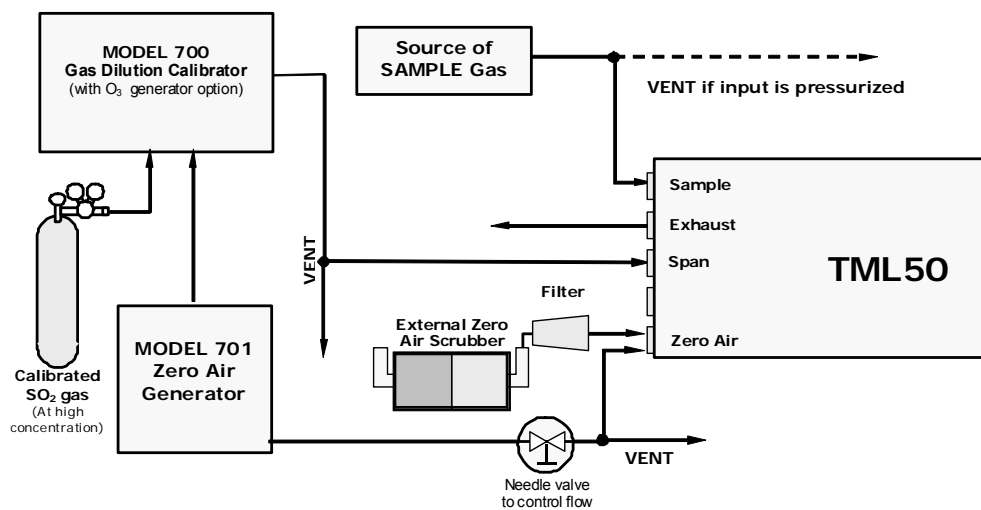 MODEL 700
Gas Dilution Calibrator
(with O₃ generator option)
Source of
SAMPLE Gas
VENT if input is pressurized
Sample
Exhaust
Span
Zero Air
TML50
VENT
Filter
External Zero
Air Scrubber
MODEL 701
Zero Air
Generator
Calibrated
SO₂ gas
(At high
concentration)
VENT
Needle valve
to control flow